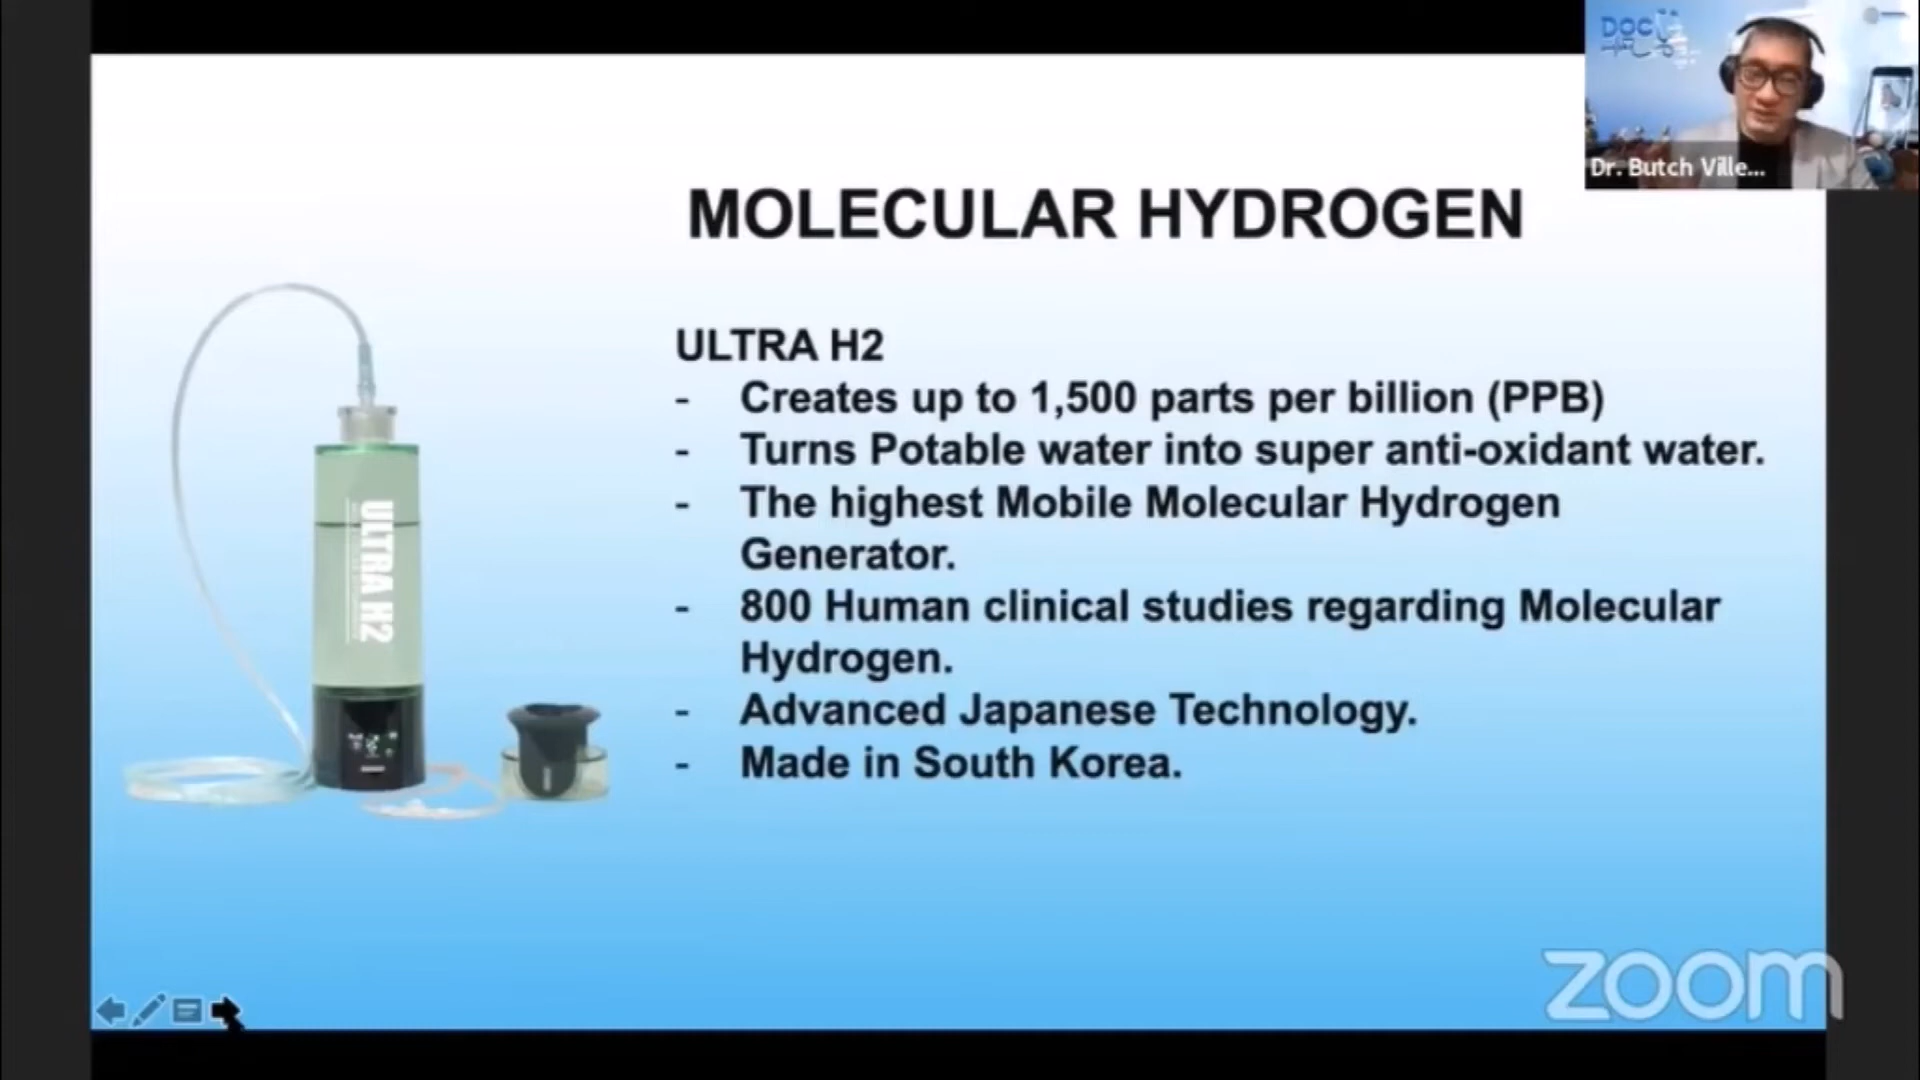 DOC
Dr. Butch Ville...
MOLECULAR HYDROGEN
ULTRA H2
- Creates up to 1,500 parts per billion (PPB)
- Turns Potable water into super anti-oxidant water.
- The highest Mobile Molecular Hydrogen
Generator.
- 800 Human clinical studies regarding Molecular
Hydrogen.
- Advanced Japanese Technology.
- Made in South Korea.
ULTRA H2
zoom